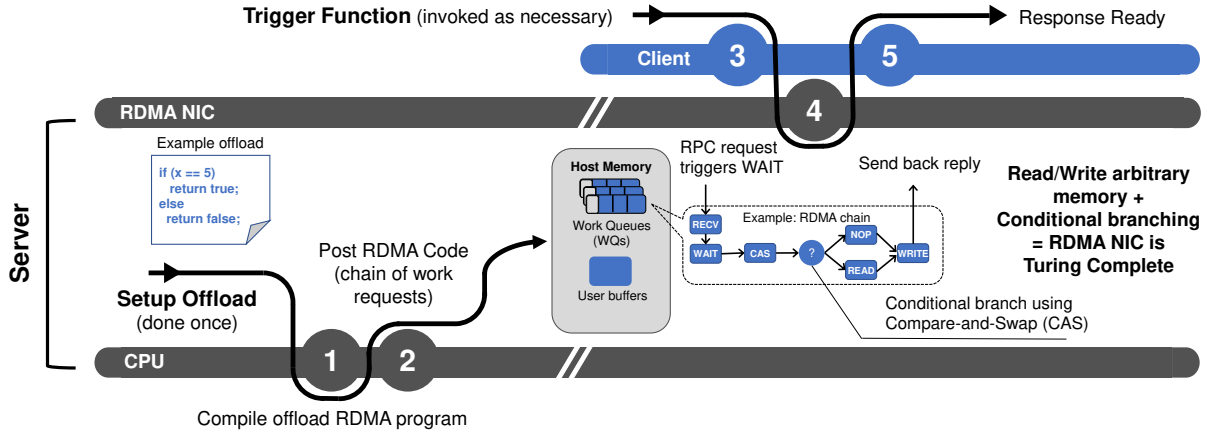 Trigger Function (invoked as necessary)
Response Ready
Client
3
5
RDMA NIC
4
Server
Example offload
if (x == 5)
return true;
else
return false;
Setup Offload
(done once)
Post RDMA Code
(chain of work
requests)
Host Memory
Work Queues
(WQs)
User buffers
RPC request
triggers WAIT
Send back reply
Example: RDMA chain
RECV
WAIT
CAS
?
NOP
READ
WRITE
Conditional branch using
Compare-and-Swap (CAS)
Read/Write arbitrary
memory +
Conditional branching
= RDMA NIC is
Turing Complete
CPU
1
2
Compile offload RDMA program